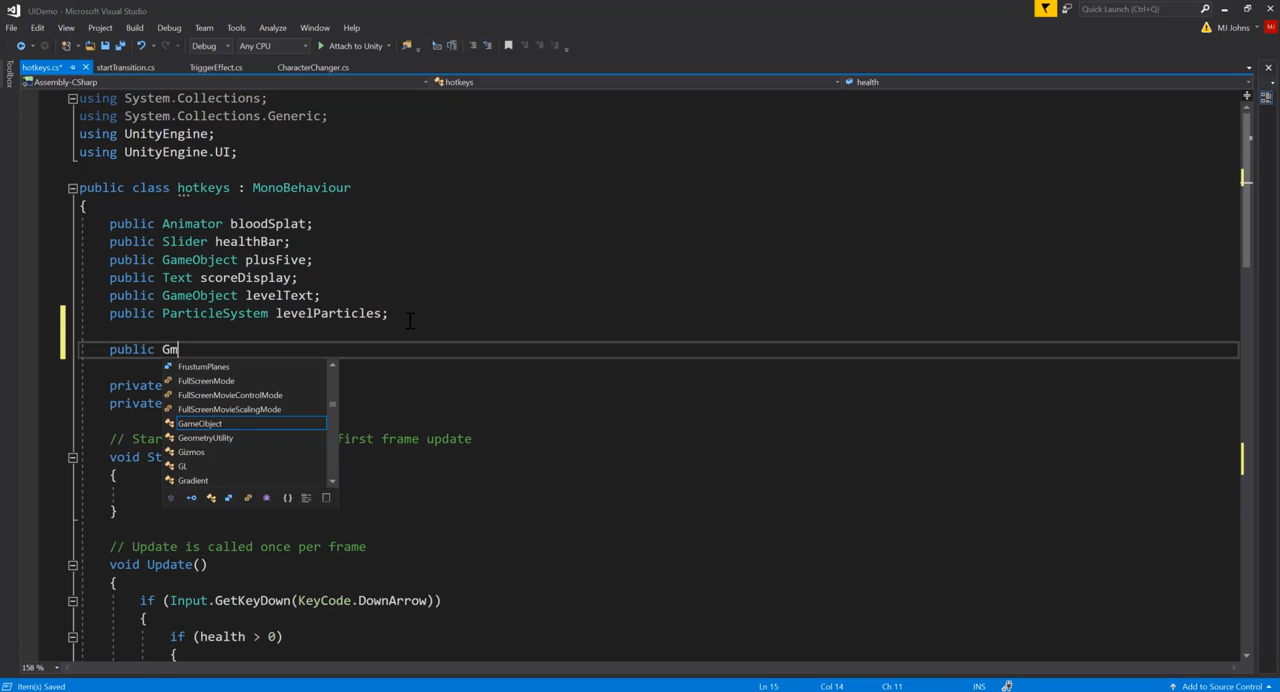 UIDemo - Microsoft Visual Studio
Quick Launch (Ctrl+Q)
File Edit View Project Build Debug Team Tools Architecture Test Analyze Window Help
MJ Johns
MJ
Debug Any CPU Attach to Unity
hotkeys.cs* startTransition.cs TriggerEffect.cs CharacterChanger.cs
Toolbox
Assembly-CSharp hotkeys health
using System.Collections;
using System.Collections.Generic;
using UnityEngine;
using UnityEngine.UI;
public class hotkeys : MonoBehaviour
{
public Animator bloodSplat;
public Slider healthBar;
public GameObject plusFive;
public Text scoreDisplay;
public GameObject levelText;
public ParticleSystem levelParticles;
public Gm
FrustumPlanes
FullScreenMode
private
FullScreenMovieControlMode
private
FullScreenMovieScalingMode
GameObject
GeometryUtility
// Star first frame update
Gizmos
void St
GL
{
Gradient
}
// Update is called once per frame
void Update()
{
if (Input.GetKeyDown(KeyCode.DownArrow))
{
if (health > 0)
{
158 %
Item(s) Saved Ln 15 Col 14 Ch 11 INS Add to Source Control